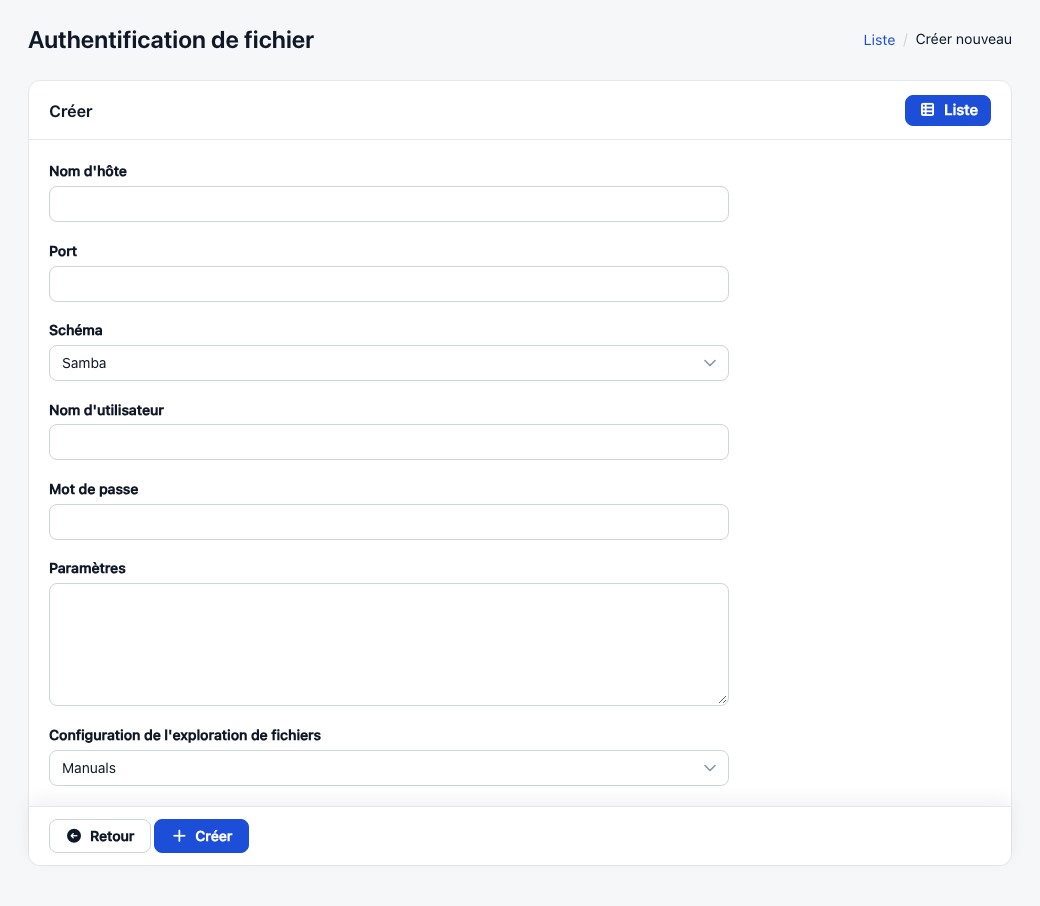 Authentification de fichier
Liste / Créer nouveau
Créer
Liste
Nom d'hôte
Port
Schéma
Samba
Nom d'utilisateur
Mot de passe
Paramètres
Configuration de l'exploration de fichiers
Manuals
Retour
Créer